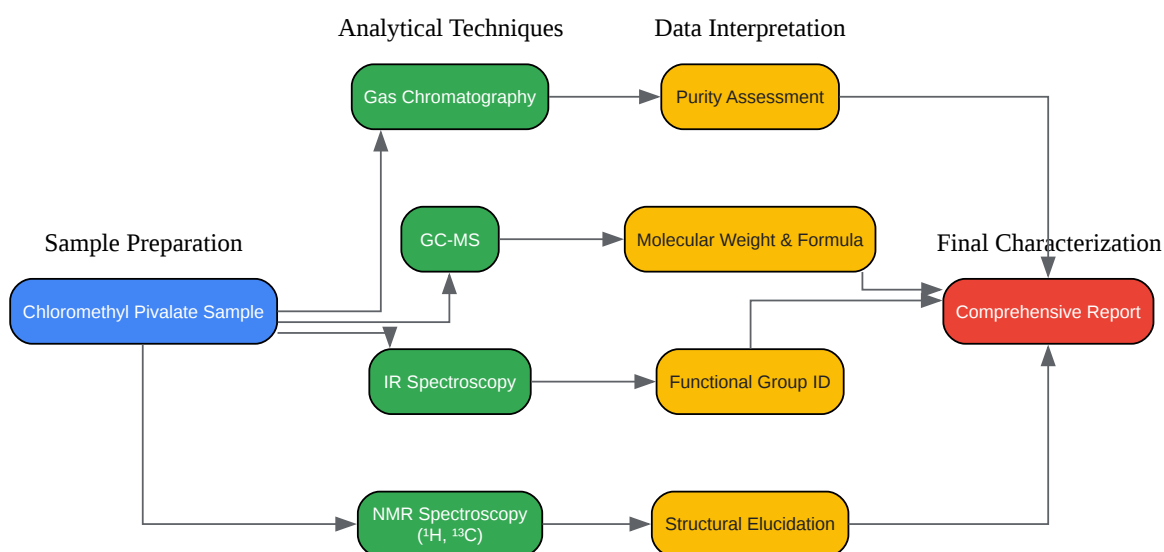 Analytical Techniques
Data Interpretation
Gas Chromatography
Purity Assessment
Sample Preparation
GC-MS
Molecular Weight & Formula
Final Characterization
Chloromethyl Pivalate Sample
Comprehensive Report
IR Spectroscopy
Functional Group ID
NMR Spectroscopy
(¹H, ¹³C)
Structural Elucidation